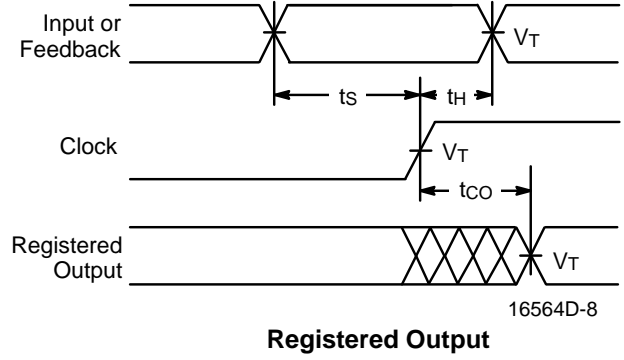 Input or
Feedback
VT
tS
tH
Clock
VT
tCO
Registered
Output
VT
16564D-8
Registered Output